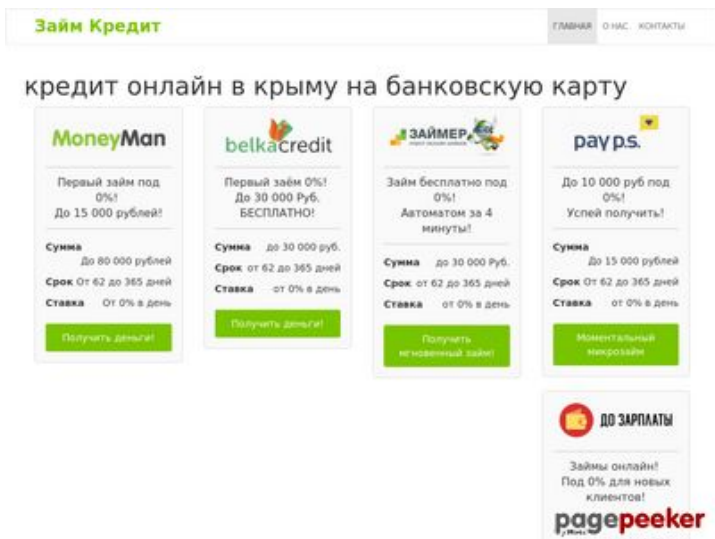 Займ Кредит
ГЛАВНАЯ О НАС КОНТАКТЫ
кредит онлайн в крыму на банковскую карту
MoneyMan
Первый займ под
0%!
До 15 000 рублей!
Сумма
До 80 000 рублей
Срок От 62 до 365 дней
Ставка От 0% в день
Получить деньги!
belkacredit
Первый заём 0%!
До 30 000 Руб.
БЕСПЛАТНО!
Сумма до 30 000 руб.
Срок от 62 до 365 дней
Ставка от 0% в день
Получить деньги!
ЗАЙМЕР
Займ бесплатно под
0%!
Автоматом за 4
минуты!
Сумма до 30 000 Руб.
Срок от 62 до 365 дней
Ставка от 0% в день
Получить
мгновенный займ!
pay p.s.
До 10 000 руб под
0%!
Успей получить!
Сумма
До 15 000 рублей
Срок От 62 до 365 дней
Ставка от 0% в день
Моментальный
микрозайм
ДО ЗАРПЛАТЫ
Займы онлайн!
Под 0% для новых
клиентов!
pagepeeker